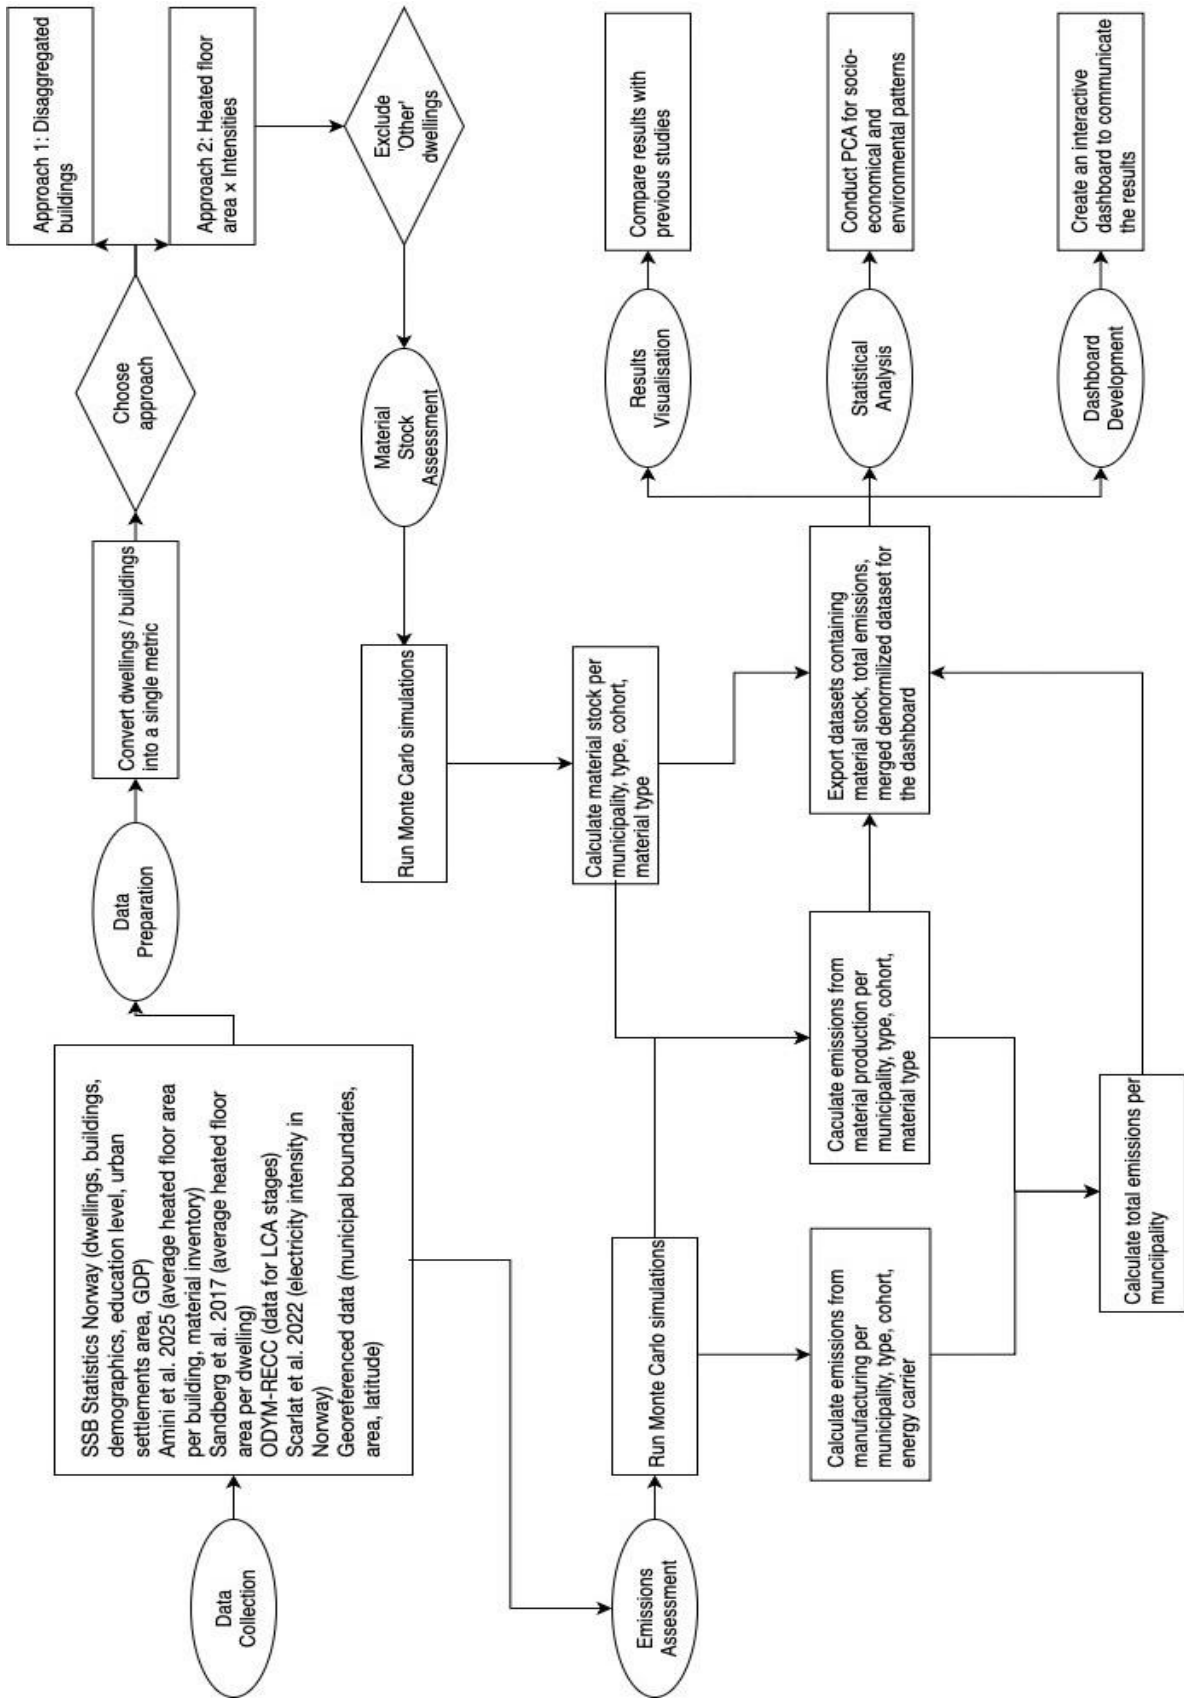 Data
Collection
SSB Statistics Norway (dwellings, buildings,
demographics, education level, urban
settlements area, GDP)
Amini et al. 2025 (average heated floor area
per building, material inventory)
Sandberg et al. 2017 (average heated floor
area per dwelling)
ODYM-RECC (data for LCA stages)
Scarlat et al. 2022 (electricity intensity in
Norway)
Georeferenced data (municipal boundaries,
area, latitude)
Data
Preparation
Convert dwellings / buildings
into a single metric
Choose
approach
Approach 1: Disaggregated
buildings
Approach 2: Heated floor
area x Intensities
Exclude
'Other'
dwellings
Material
Stock
Assessment
Run Monte Carlo simulations
Calculate material stock per
municipality, type, cohort,
material type
Emissions
Assessment
Run Monte Carlo simulations
Calculate emissions from
manufacturing per
municipality, type, cohort,
energy carrier
Caculate emissions from
material production per
municipality, type, cohort,
material type
Calculate total emissions per
munciipality
Export datasets containing
material stock, total emissions,
merged denormilized dataset for
the dashboard
Results
Visualisation
Compare results with
previous studies
Statistical
Analysis
Conduct PCA for socio-
economical and
environmental patterns
Dashboard
Development
Create an interactive
dashboard to communicate
the results